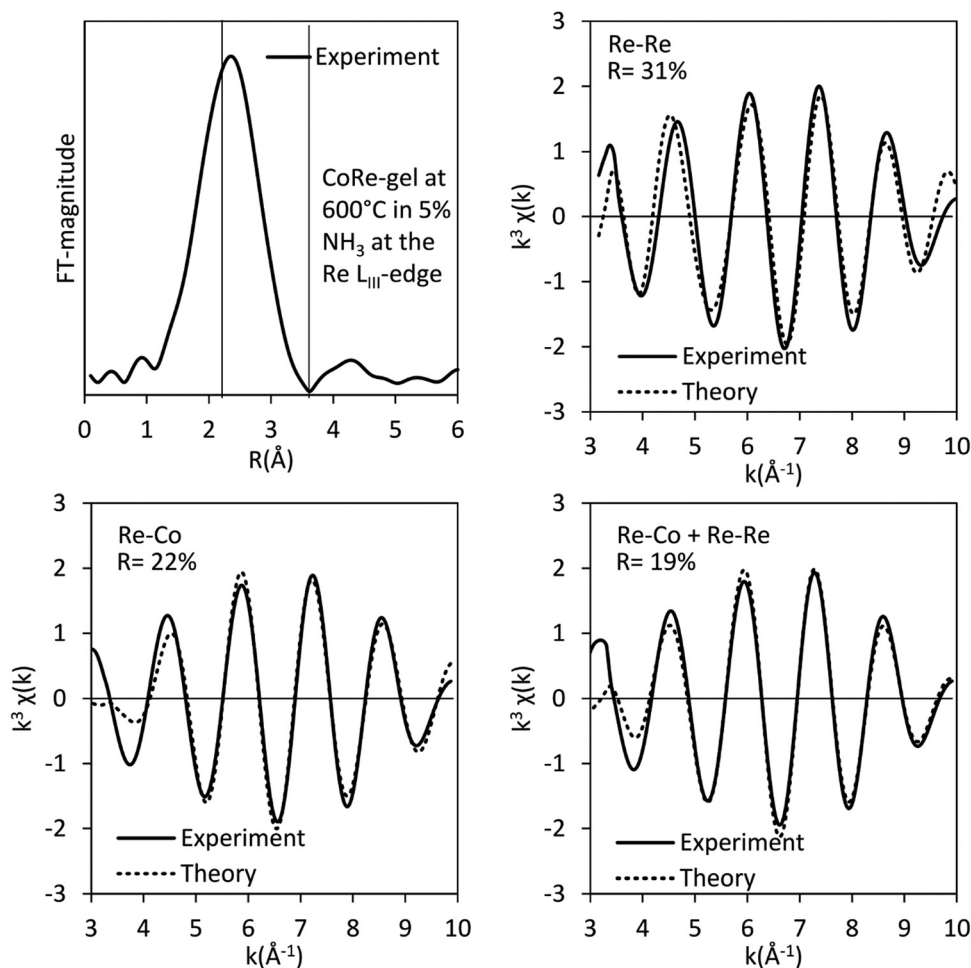 FT-magnitude
Experiment
CoRe-gel at
600°C in 5%
NH₃ at the
Re L_III-edge
0 1 2 3 4 5 6
R(Å)
k³ χ(k)
3
2
1
0
-1
-2
-3
Re-Re
R= 31%
Experiment
Theory
3 4 5 6 7 8 9 10
k(Å⁻¹)
k³ χ(k)
3
2
1
0
-1
-2
-3
Re-Co
R= 22%
Experiment
Theory
3 4 5 6 7 8 9 10
k(Å⁻¹)
k³ χ(k)
3
2
1
0
-1
-2
-3
Re-Co + Re-Re
R= 19%
Experiment
Theory
3 4 5 6 7 8 9 10
k(Å⁻¹)